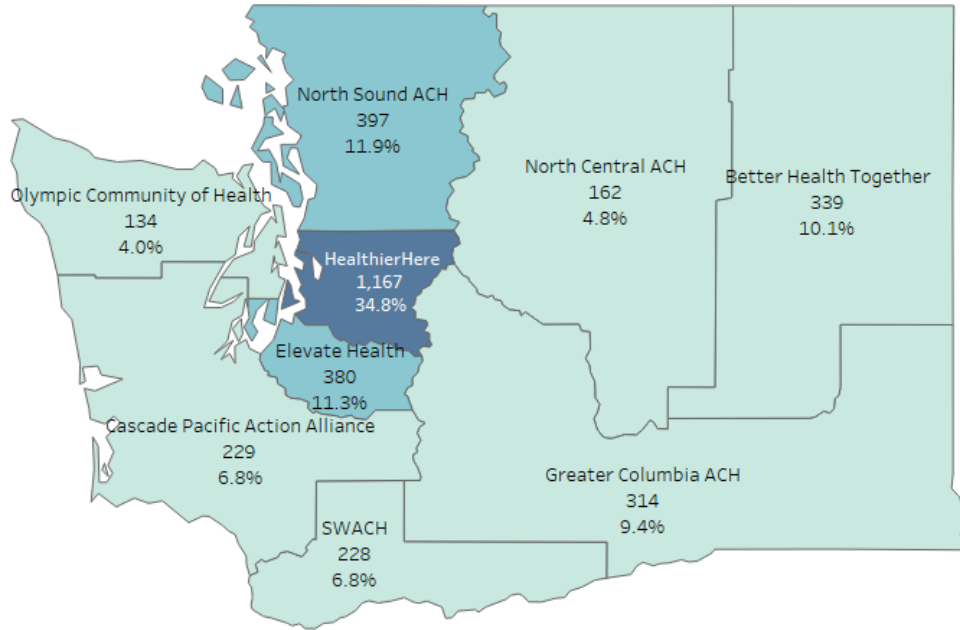 North Sound ACH
397
11.9%
North Central ACH
162
4.8%
Better Health Together
339
10.1%
Olympic Community of Health
134
4.0%
HealthierHere
1,167
34.8%
Elevate Health
380
11.3%
Cascade Pacific Action Alliance
229
6.8%
Greater Columbia ACH
314
9.4%
SWACH
228
6.8%